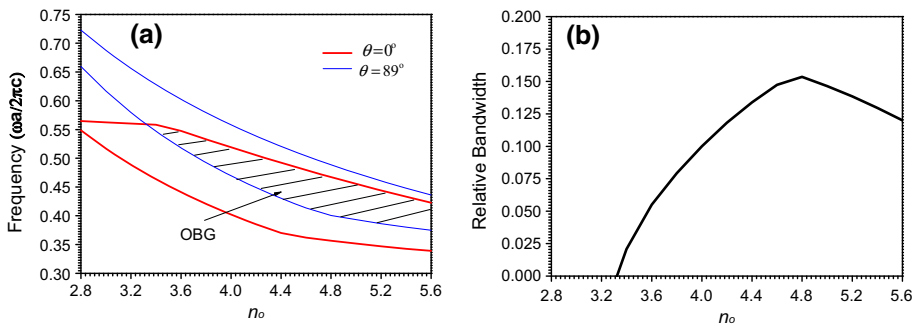 (a)
θ=0°
θ=89°
OBG
Frequency (ωa/2πc)
0.75
0.70
0.65
0.60
0.55
0.50
0.45
0.40
0.35
0.30
2.8 3.2 3.6 4.0 4.4 4.8 5.2 5.6
nₒ
(b)
Relative Bandwidth
0.200
0.175
0.150
0.125
0.100
0.075
0.050
0.025
0.000
2.8 3.2 3.6 4.0 4.4 4.8 5.2 5.6
nₒ